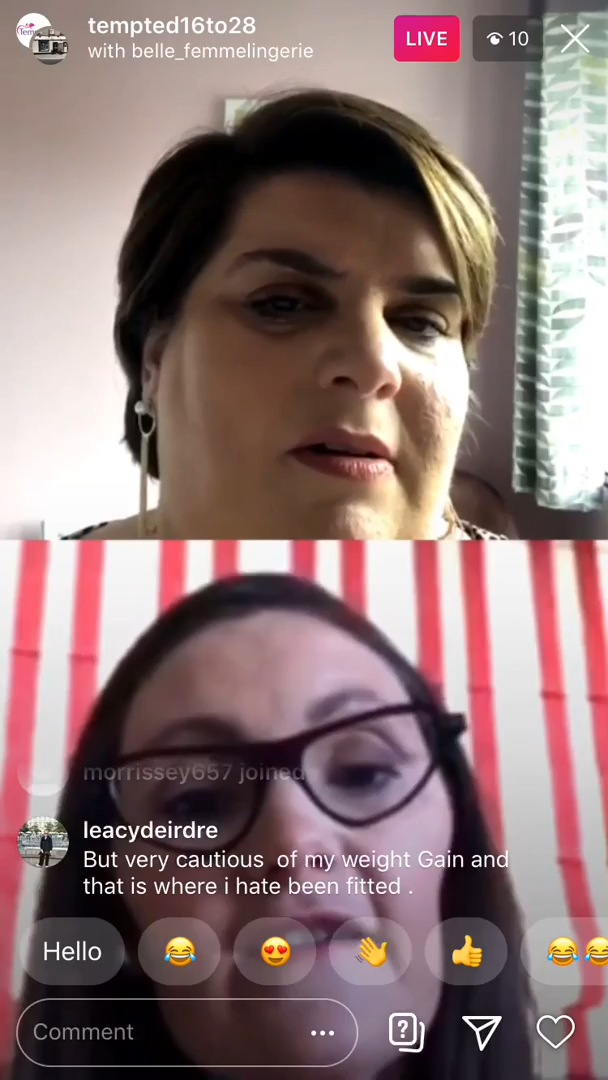 tempted16to28
with belle_femmelingerie
LIVE
10
morrissey657 joined
leacydeirdre
But very cautious  of my weight Gain and
that is where i hate been fitted .
Hello
Comment